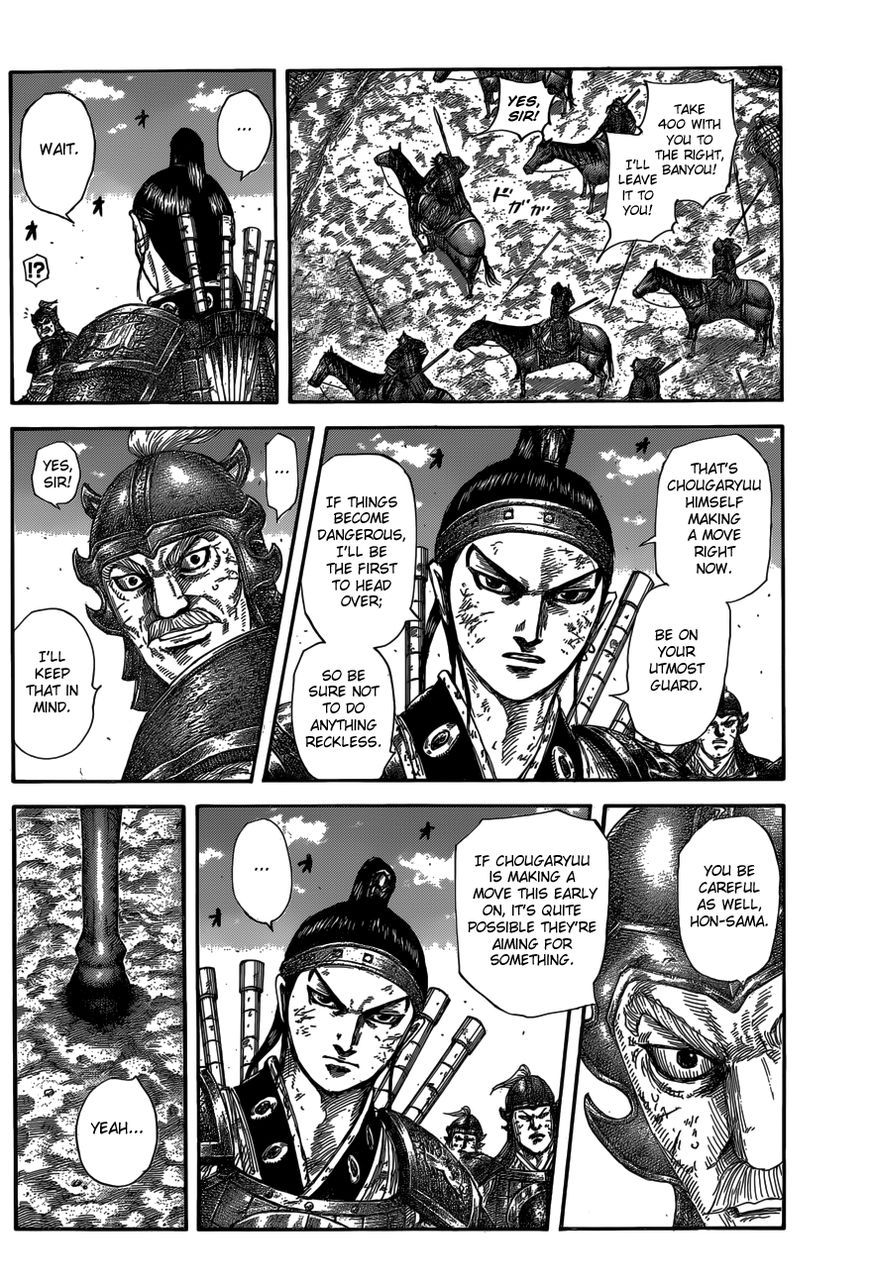 TAKE
400 WITH
YOU TO
THE RIGHT,
BANYOU!
I'LL
LEAVE
IT TO
YOU!
YES,
SIR!
ドガガガ
...
WAIT.
!?
THAT'S
CHOUGARYUU
HIMSELF
MAKING
A MOVE
RIGHT
NOW.
BE ON
YOUR
UTMOST
GUARD.
IF THINGS
BECOME
DANGEROUS,
I'LL BE
THE FIRST
TO HEAD
OVER;
SO BE
SURE NOT
TO DO
ANYTHING
RECKLESS.
...
YES,
SIR!
I'LL
KEEP
THAT IN
MIND.
YOU BE
CAREFUL
AS WELL,
HON-SAMA.
IF CHOUGARYUU
IS MAKING A
MOVE THIS EARLY
ON, IT'S QUITE
POSSIBLE THEY'RE
AIMING FOR
SOMETHING.
...
YEAH...